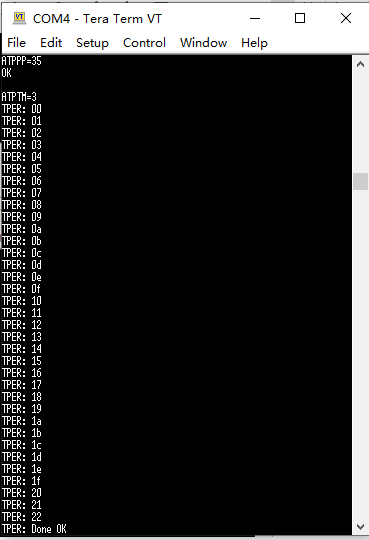 COM4 - Tera Term VT
File Edit Setup Control Window Help
ATPPP=35
OK
ATPTM=3
TPER: 00
TPER: 01
TPER: 02
TPER: 03
TPER: 04
TPER: 05
TPER: 06
TPER: 07
TPER: 08
TPER: 09
TPER: 0a
TPER: 0b
TPER: 0c
TPER: 0d
TPER: 0e
TPER: 0f
TPER: 10
TPER: 11
TPER: 12
TPER: 13
TPER: 14
TPER: 15
TPER: 16
TPER: 17
TPER: 18
TPER: 19
TPER: 1a
TPER: 1b
TPER: 1c
TPER: 1d
TPER: 1e
TPER: 1f
TPER: 20
TPER: 21
TPER: 22
TPER: Done OK